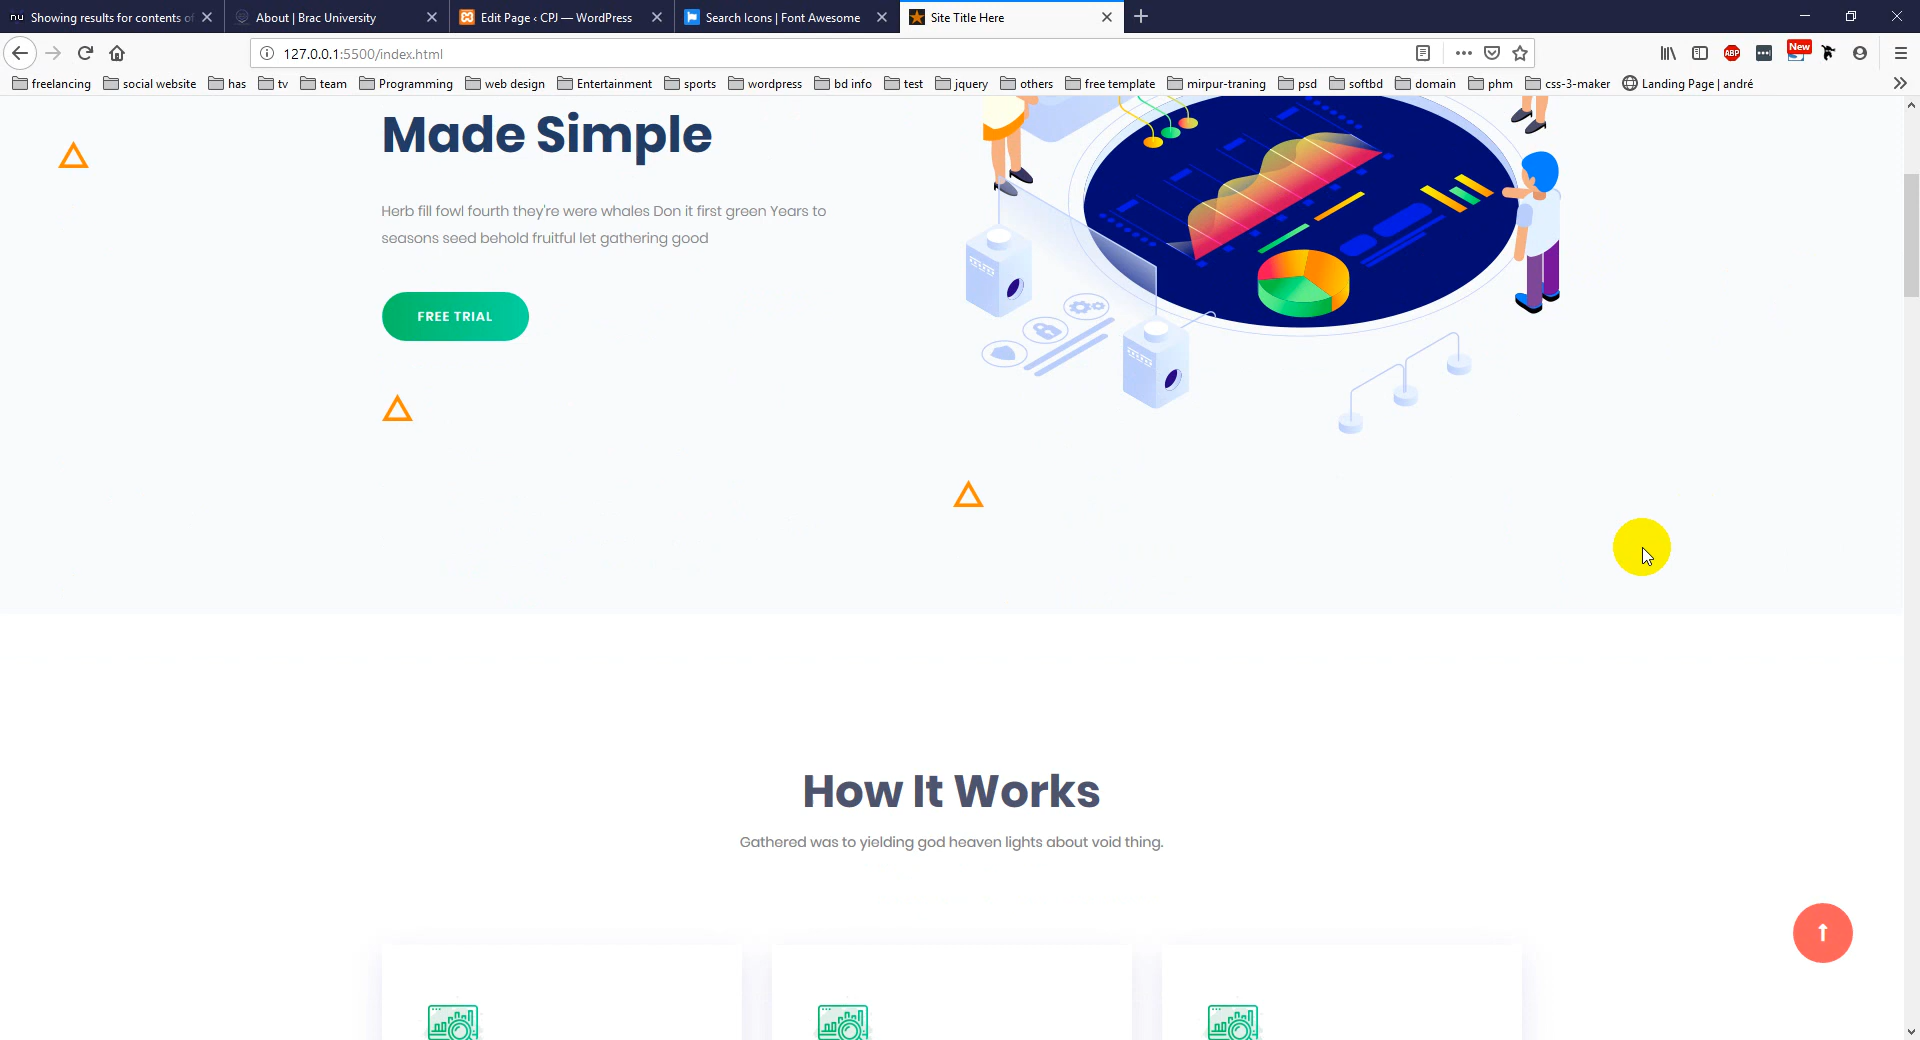 nu Showing results for contents of
About | Brac University
Edit Page ‹ CPJ — WordPress
Search Icons | Font Awesome
Site Title Here
127.0.0.1:5500/index.html
ABP
New
freelancing social website has tv team Programming web design Entertainment sports wordpress bd info test jquery others free template mirpur-traning psd softbd domain phm css-3-maker Landing Page | andré
Made Simple
Herb fill fowl fourth they're were whales Don it first green Years to
seasons seed behold fruitful let gathering good
FREE TRIAL
How It Works
Gathered was to yielding god heaven lights about void thing.